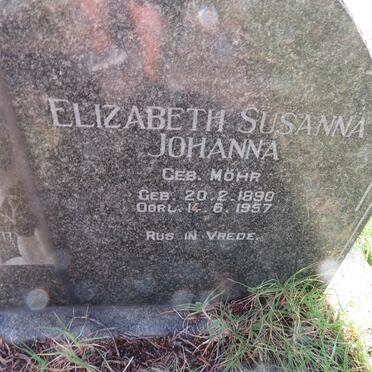 ELIZABETH SUSANNA
JOHANNA
GEB. MÖHR
GEB. 20.2.1890
OORL. 14.6.1957
RUS IN VREDE.